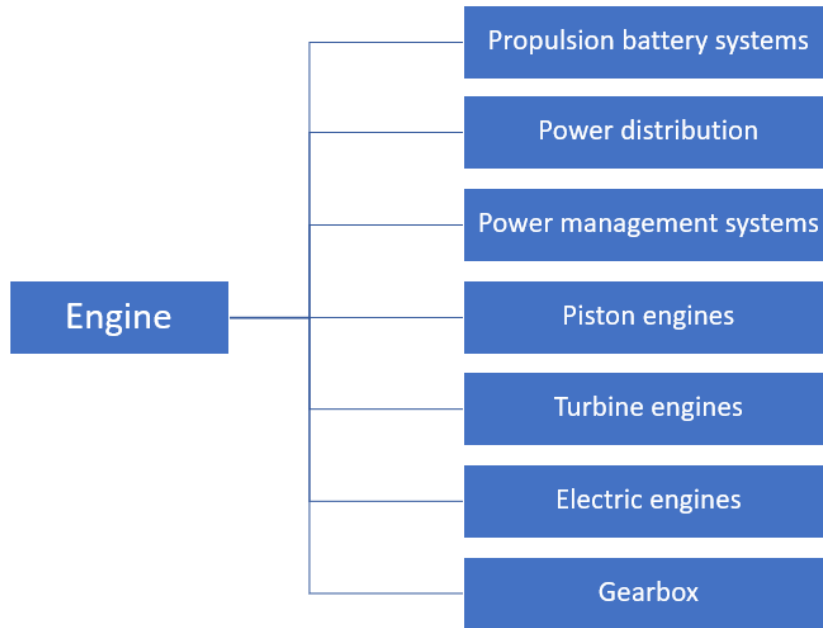 Propulsion battery systems
Power distribution
Power management systems
Engine
Piston engines
Turbine engines
Electric engines
Gearbox